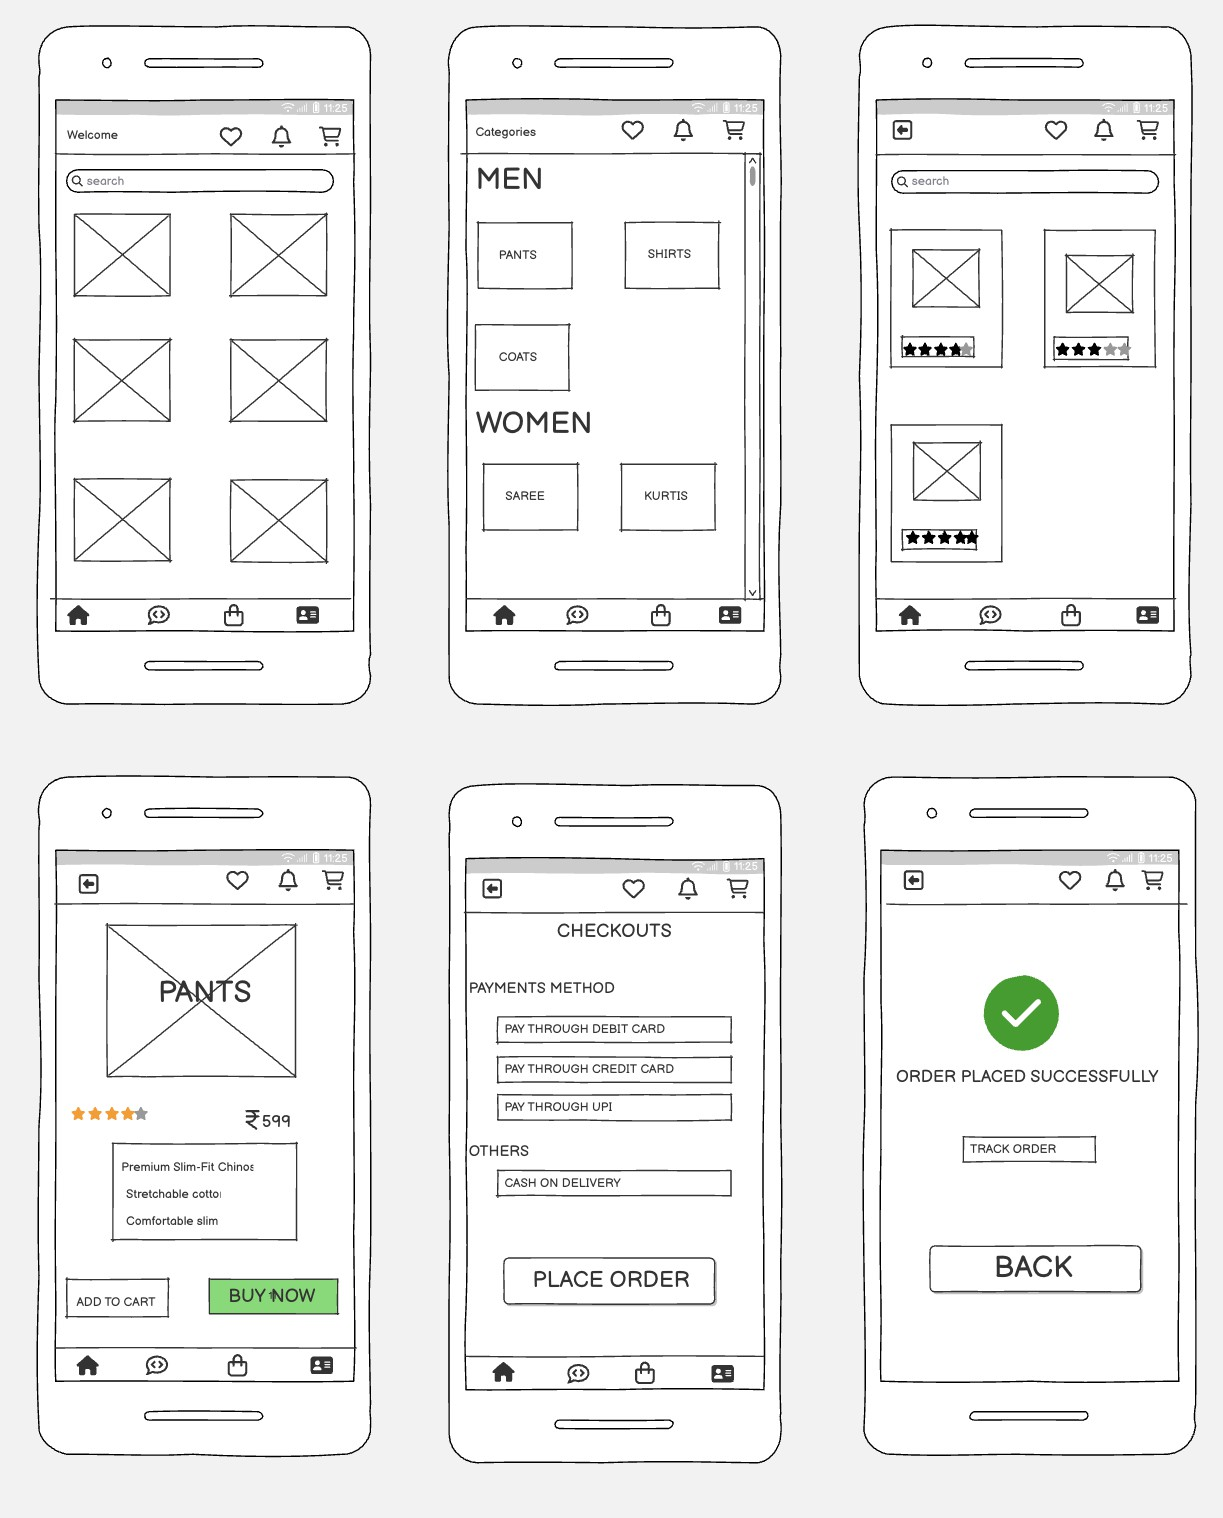 11:25
Welcome
search
11:25
Categories
MEN
PANTS
SHIRTS
COATS
WOMEN
SAREE
KURTIS
11:25
search
11:25
PANTS
₹599
Premium Slim-Fit Chinos
Stretchable cotto
Comfortable slim
ADD TO CART
BUY NOW
11:25
CHECKOUTS
PAYMENTS METHOD
PAY THROUGH DEBIT CARD
PAY THROUGH CREDIT CARD
PAY THROUGH UPI
OTHERS
CASH ON DELIVERY
PLACE ORDER
11:25
ORDER PLACED SUCCESSFULLY
TRACK ORDER
BACK